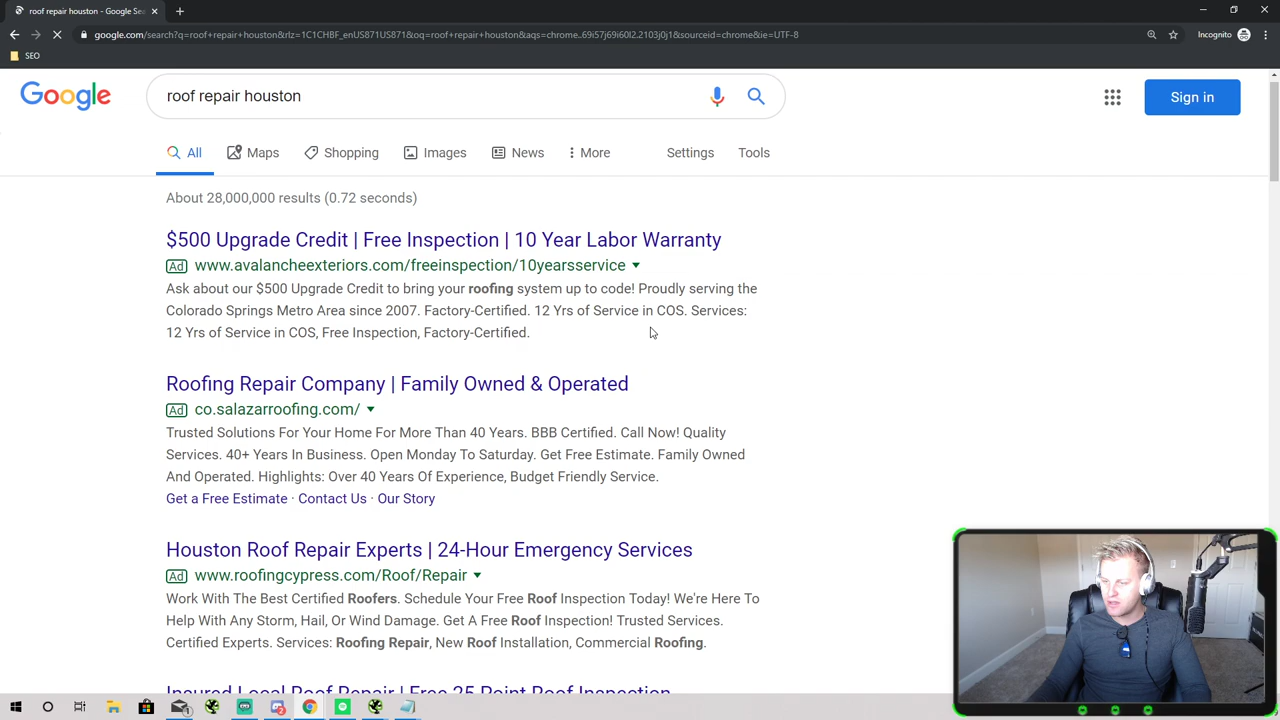 roof repair houston - Google Sea
google.com/search?q=roof+repair+houston&rlz=1C1CHBF_enUS871US871&oq=roof+repair+houston&aqs=chrome..69i57j69i60l2.2103j0j1&sourceid=chrome&ie=UTF-8
Incognito
SEO
Google
roof repair houston
Sign in
All Maps Shopping Images News More Settings Tools
About 28,000,000 results (0.72 seconds)
$500 Upgrade Credit | Free Inspection | 10 Year Labor Warranty
Ad www.avalancheexteriors.com/freeinspection/10yearsservice
Ask about our $500 Upgrade Credit to bring your roofing system up to code! Proudly serving the
Colorado Springs Metro Area since 2007. Factory-Certified. 12 Yrs of Service in COS. Services:
12 Yrs of Service in COS, Free Inspection, Factory-Certified.
Roofing Repair Company | Family Owned & Operated
Ad co.salazarroofing.com/
Trusted Solutions For Your Home For More Than 40 Years. BBB Certified. Call Now! Quality
Services. 40+ Years In Business. Open Monday To Saturday. Get Free Estimate. Family Owned
And Operated. Highlights: Over 40 Years Of Experience, Budget Friendly Service.
Get a Free Estimate · Contact Us · Our Story
Houston Roof Repair Experts | 24-Hour Emergency Services
Ad www.roofingcypress.com/Roof/Repair
Work With The Best Certified Roofers. Schedule Your Free Roof Inspection Today! We're Here To
Help With Any Storm, Hail, Or Wind Damage. Get A Free Roof Inspection! Trusted Services.
Certified Experts. Services: Roofing Repair, New Roof Installation, Commercial Roofing.
Insured Local Roof Repair | Free 25 Point Roof Inspection